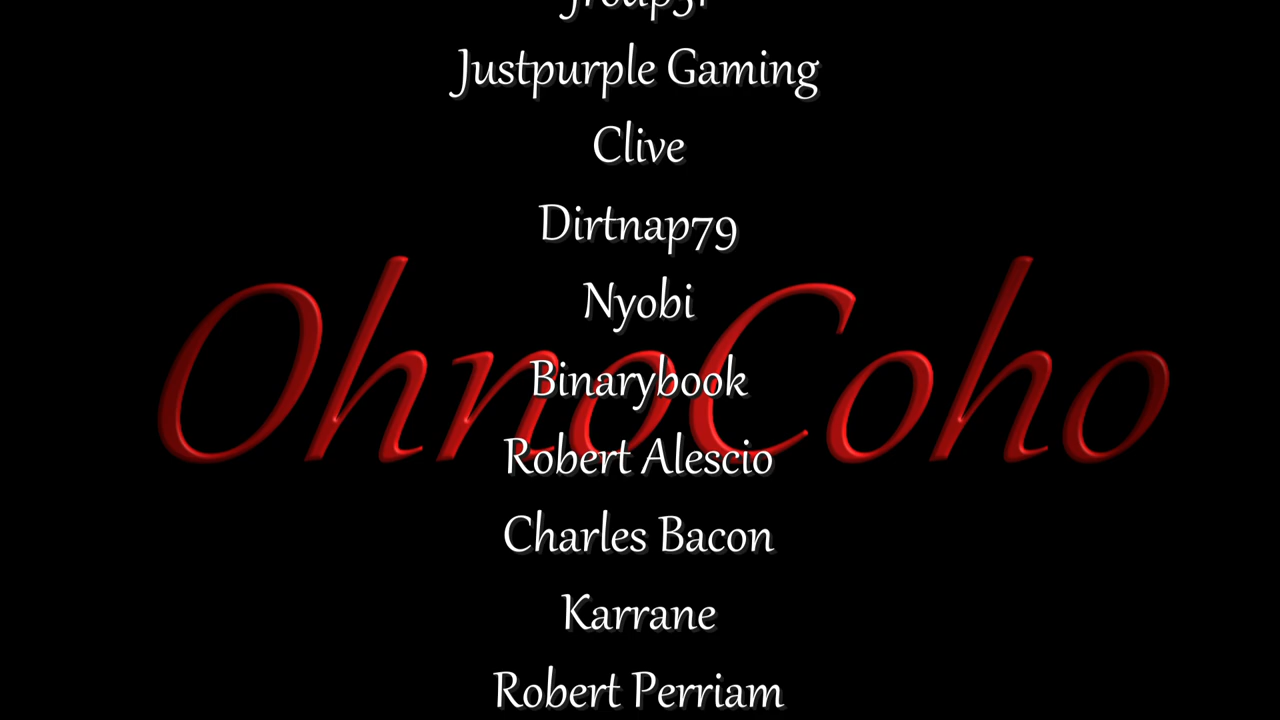 Justpurple Gaming
Clive
Dirtnap79
Nyobi
OhnoCoho
Binarybook
Robert Alescio
Charles Bacon
Karrane
Robert Perriam